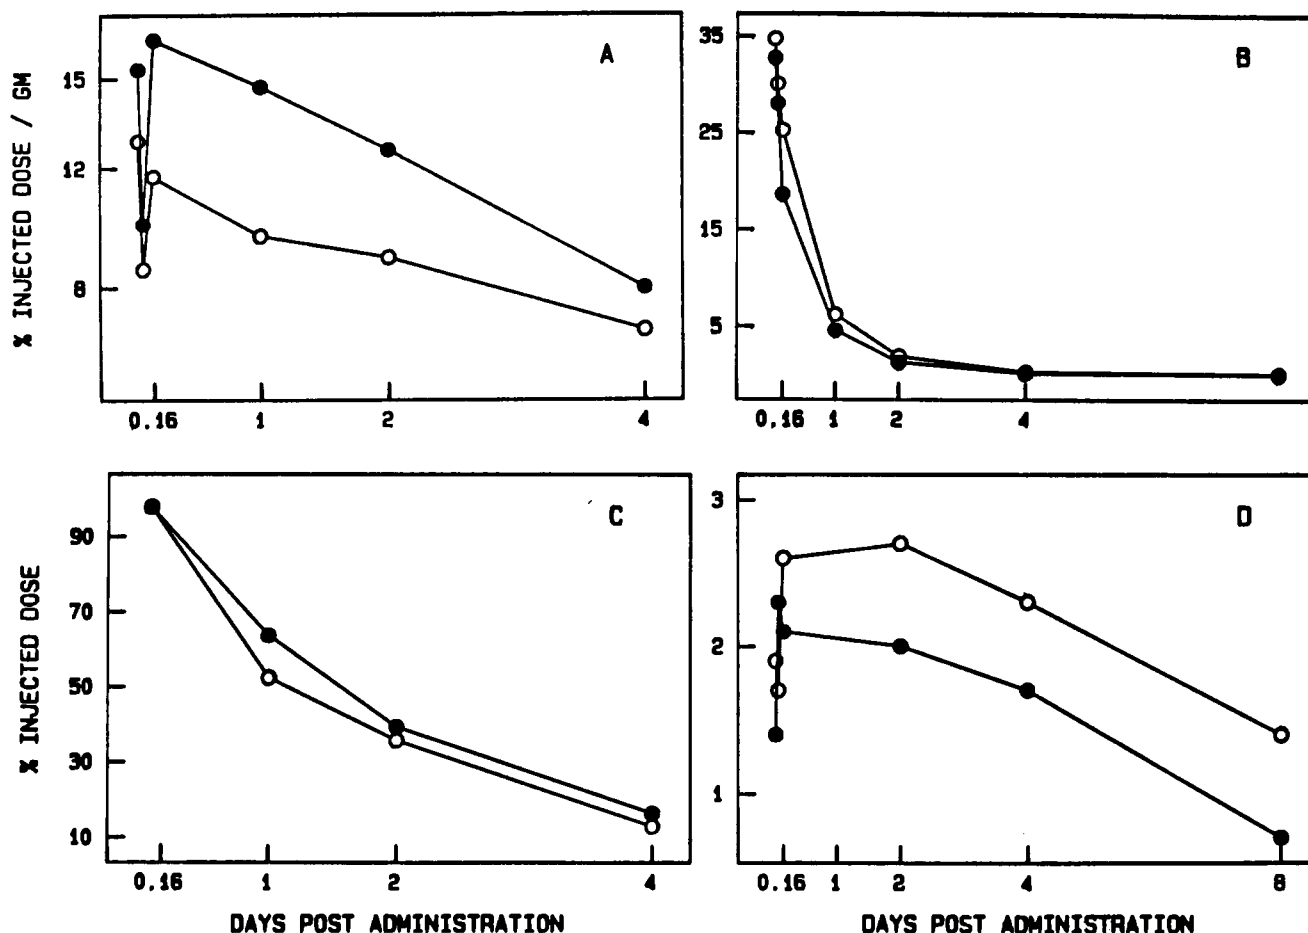 % INJECTED DOSE / GM
A
15
12
8
0.16 1 2 4
B
35
25
15
5
0.16 1 2 4
% INJECTED DOSE
C
90
70
50
30
10
0.16 1 2 4
DAYS POST ADMINISTRATION
D
3
2
1
0.16 1 2 4 8
DAYS POST ADMINISTRATION